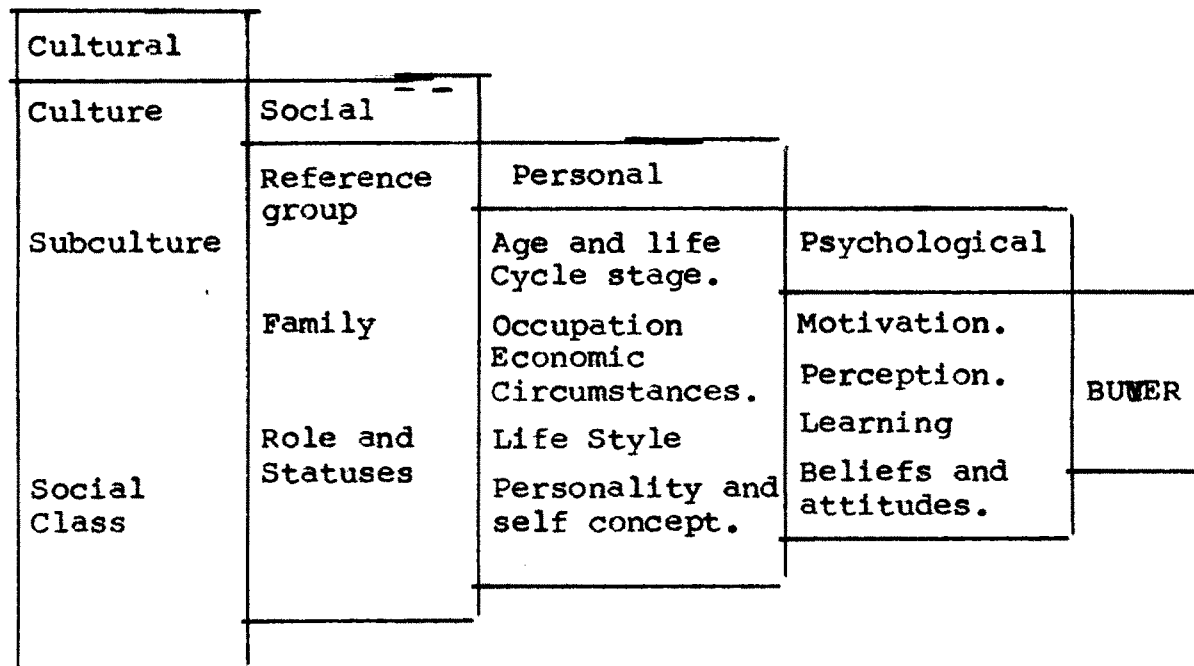 Cultural
Culture
Subculture
Social
Class
Social
Reference
group
Family
Role and
Statuses
Personal
Age and life
Cycle stage.
Occupation
Economic
Circumstances.
Life Style
Personality and
self concept.
Psychological
Motivation.
Perception.
Learning
Beliefs and
attitudes.
BUYER